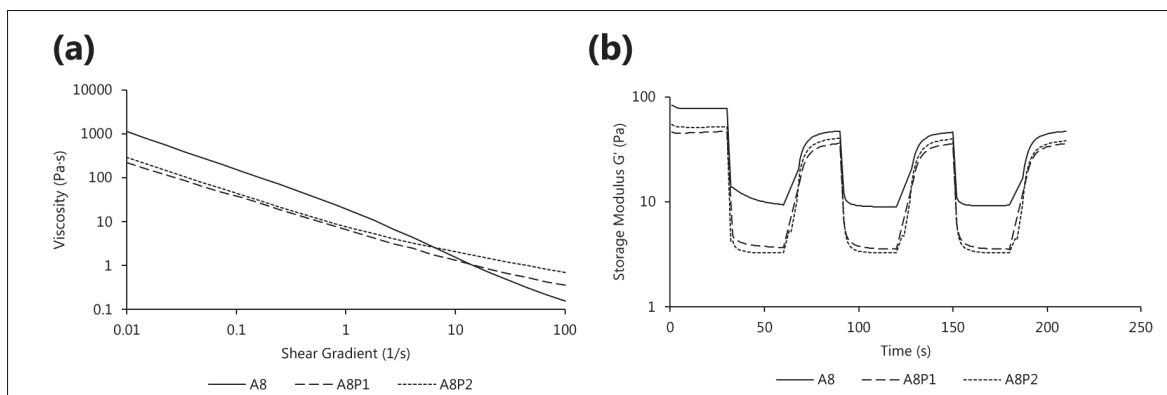 (a)
10000
1000
100
10
1
0.1
Viscosity (Pa·s)
0.01 0.1 1 10 100
Shear Gradient (1/s)
A8 A8P1 A8P2
(b)
100
10
1
Storage Modulus G' (Pa)
0 50 100 150 200 250
Time (s)
A8 A8P1 A8P2